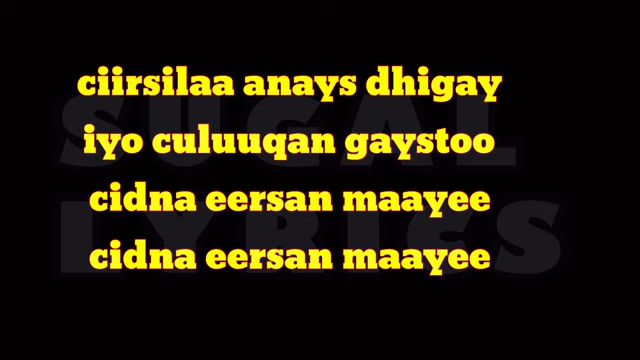 ciirsilaa anays dhigay
iyo culuuqan gaystoo
cidna eersan maayee
cidna eersan maayee
SUGAL
LYRICS